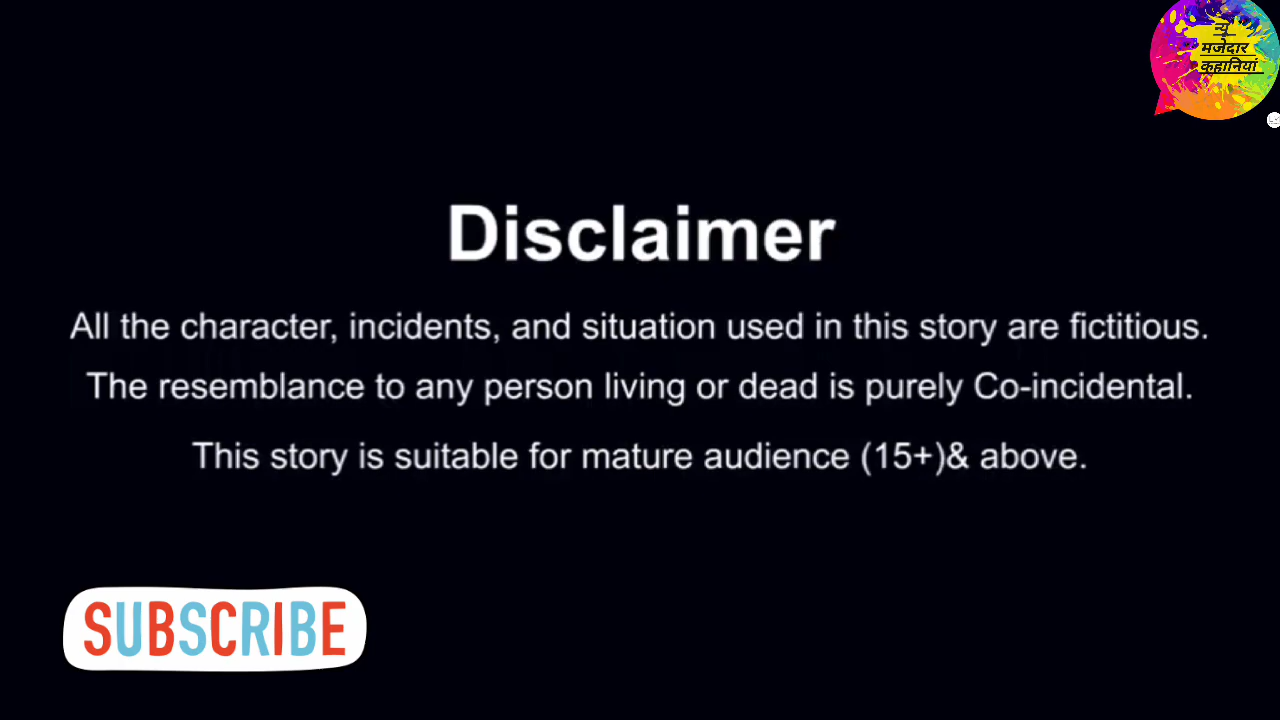 न्यू
मजेदार
कहानियां
Disclaimer
All the character, incidents, and situation used in this story are fictitious.
The resemblance to any person living or dead is purely Co-incidental.
This story is suitable for mature audience (15+)& above.
SUBSCRIBE